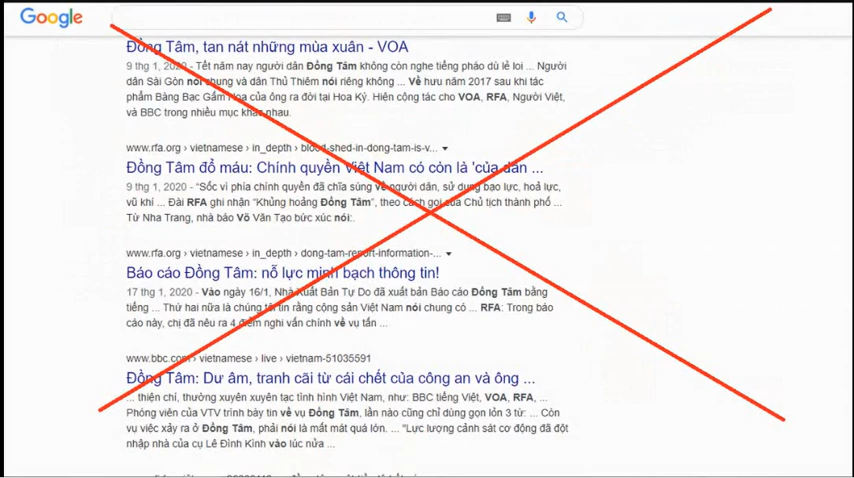 Google
Đồng Tâm, tan nát những mùa xuân - VOA
9 thg 1, 2020 - Tết năm nay người dân Đồng Tâm không còn nghe tiếng pháo dù lẻ loi ... Người
dân Sài Gòn nói chung và dân Thủ Thiêm nói riêng không ... Về hưu năm 2017 sau khi tác
phẩm Bàng Bạc Gấm Hoa của ông ra đời tại Hoa Kỳ. Hiện cộng tác cho VOA, RFA, Người Việt,
và BBC trong nhiều mục khác nhau.
www.rfa.org › vietnamese › in_depth › blood-shed-in-dong-tam-is-v...
Đồng Tâm đổ máu: Chính quyền Việt Nam có còn là 'của dân ...
9 thg 1, 2020 - "Sốc vì phía chính quyền đã chĩa súng về người dân, sử dụng bạo lực, hoả lực,
vũ khí ... Đài RFA ghi nhận "Khủng hoảng Đồng Tâm", theo cách gọi của Chủ tịch thành phố ...
Từ Nha Trang, nhà báo Võ Văn Tạo bức xúc nói:
www.rfa.org › vietnamese › in_depth › dong-tam-report-information-...
Báo cáo Đồng Tâm: nỗ lực minh bạch thông tin!
17 thg 1, 2020 - Vào ngày 16/1, Nhà Xuất Bản Tự Do đã xuất bản Báo cáo Đồng Tâm bằng
tiếng ... Thứ hai nữa là chúng tôi tin rằng cộng sản Việt Nam nói chung có ... RFA: Trong báo
cáo này, chị đã nêu ra 4 điểm nghi vấn chính về vụ tấn ...
www.bbc.com › vietnamese › live › vietnam-51035591
Đồng Tâm: Dư âm, tranh cãi từ cái chết của công an và ông ...
... thiện chí, thường xuyên xuyên tạc tình hình Việt Nam, như: BBC tiếng Việt, VOA, RFA, ...
Phóng viên của VTV trình bày tin về vụ Đồng Tâm, lần nào cũng chỉ dùng gọn lỏn 3 từ: ... Còn
vụ việc xảy ra ở Đồng Tâm, phải nói là mất mát quá lớn. ... "Lực lượng cảnh sát cơ động đã đột
nhập nhà của cụ Lê Đình Kình vào lúc nửa ...